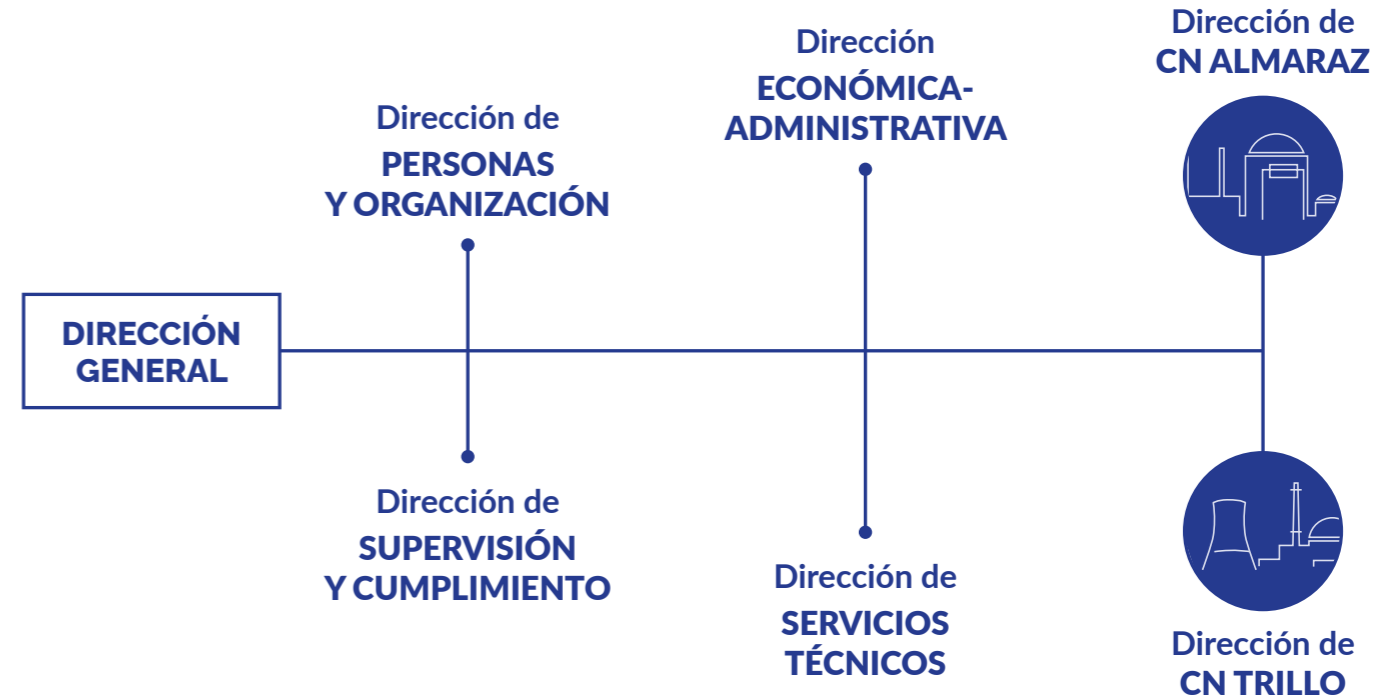 DIRECCIÓN
GENERAL
Dirección de
PERSONAS
Y ORGANIZACIÓN
Dirección de
SUPERVISIÓN
Y CUMPLIMIENTO
Dirección
ECONÓMICA-
ADMINISTRATIVA
Dirección de
SERVICIOS
TÉCNICOS
Dirección de
CN ALMARAZ
Dirección de
CN TRILLO